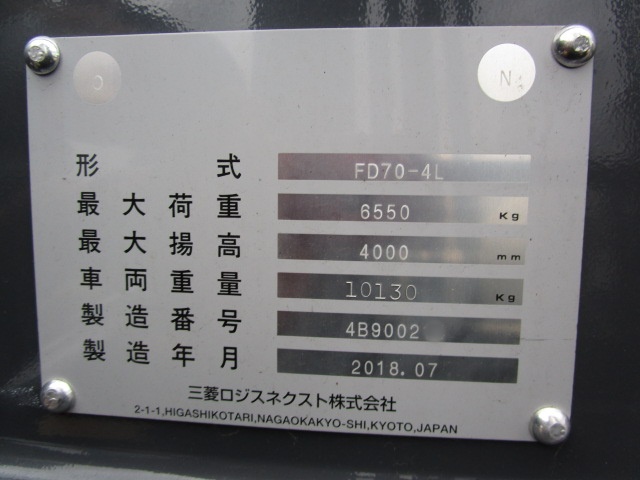 N
形式 FD70-4L
最大荷重 6550 Kg
最大揚高 4000 mm
車両重量 10130 Kg
製造番号 4B9002
製造年月 2018.07
三菱ロジスネクスト株式会社
2-1-1,HIGASHIKOTARI,NAGAOKAKYO-SHI,KYOTO,JAPAN